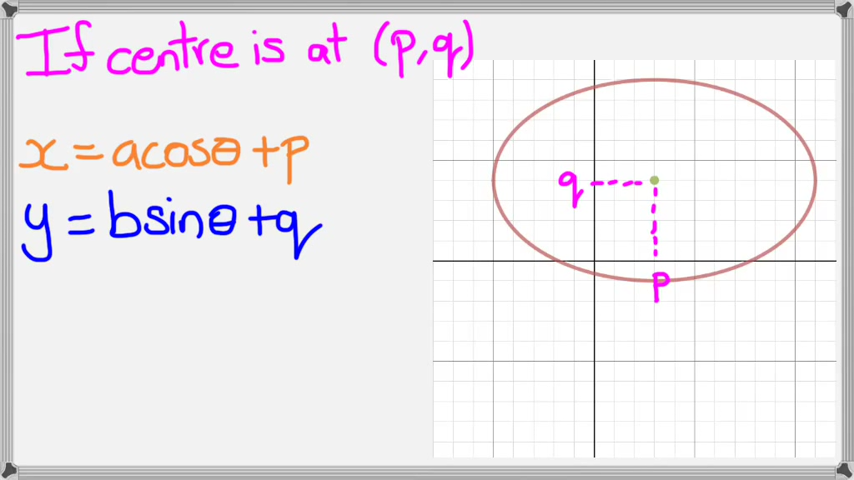 If centre is at (p,q)
x = acosθ + p
y = bsinθ + q
q
p